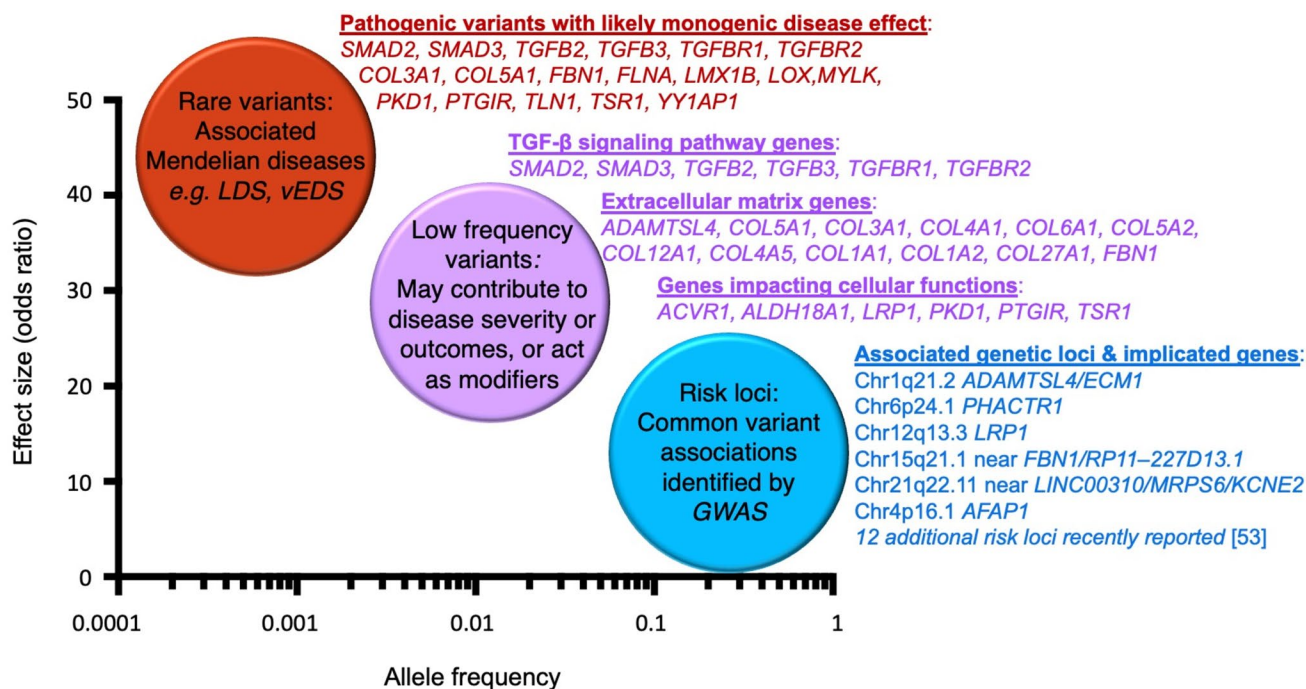 Pathogenic variants with likely monogenic disease effect:
SMAD2, SMAD3, TGFB2, TGFB3, TGFBR1, TGFBR2
COL3A1, COL5A1, FBN1, FLNA, LMX1B, LOX,MYLK,
PKD1, PTGIR, TLN1, TSR1, YY1AP1
Rare variants:
Associated
Mendelian diseases
e.g. LDS, vEDS
TGF-β signaling pathway genes:
SMAD2, SMAD3, TGFB2, TGFB3, TGFBR1, TGFBR2
Extracellular matrix genes:
ADAMTSL4, COL5A1, COL3A1, COL4A1, COL6A1, COL5A2,
COL12A1, COL4A5, COL1A1, COL1A2, COL27A1, FBN1
Genes impacting cellular functions:
ACVR1, ALDH18A1, LRP1, PKD1, PTGIR, TSR1
Low frequency
variants:
May contribute to
disease severity or
outcomes, or act
as modifiers
Associated genetic loci & implicated genes:
Chr1q21.2 ADAMTSL4/ECM1
Chr6p24.1 PHACTR1
Chr12q13.3 LRP1
Chr15q21.1 near FBN1/RP11–227D13.1
Chr21q22.11 near LINC00310/MRPS6/KCNE2
Chr4p16.1 AFAP1
12 additional risk loci recently reported [53]
Risk loci:
Common variant
associations
identified by
GWAS
Effect size (odds ratio)
50
40
30
20
10
0
0.0001 0.001 0.01 0.1 1
Allele frequency